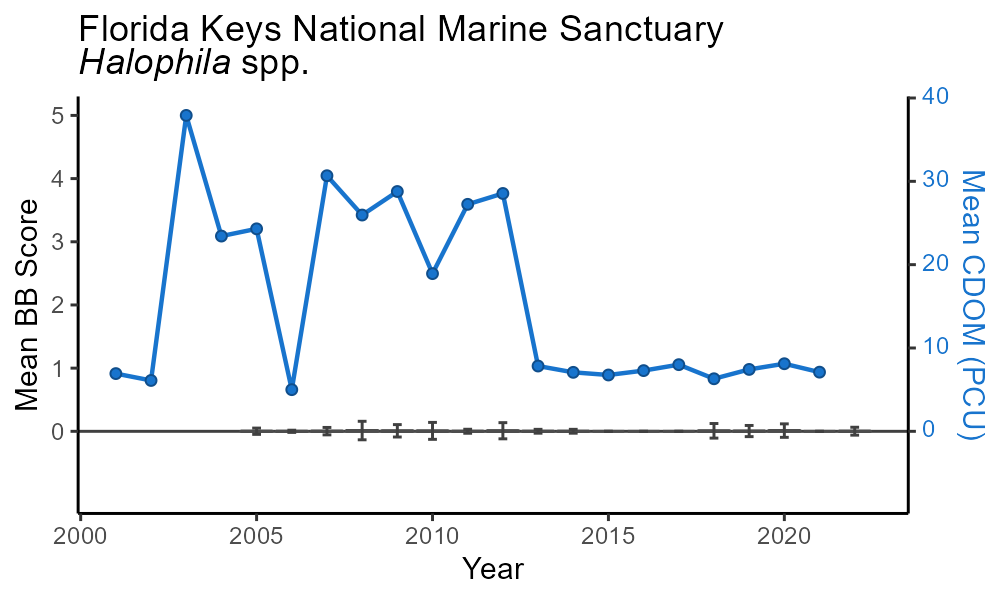 Florida Keys National Marine Sanctuary
Halophila spp.
Mean BB Score
5
4
3
2
1
0
40
30
20
10
0
Mean CDOM (PCU)
2000 2005 2010 2015 2020
Year